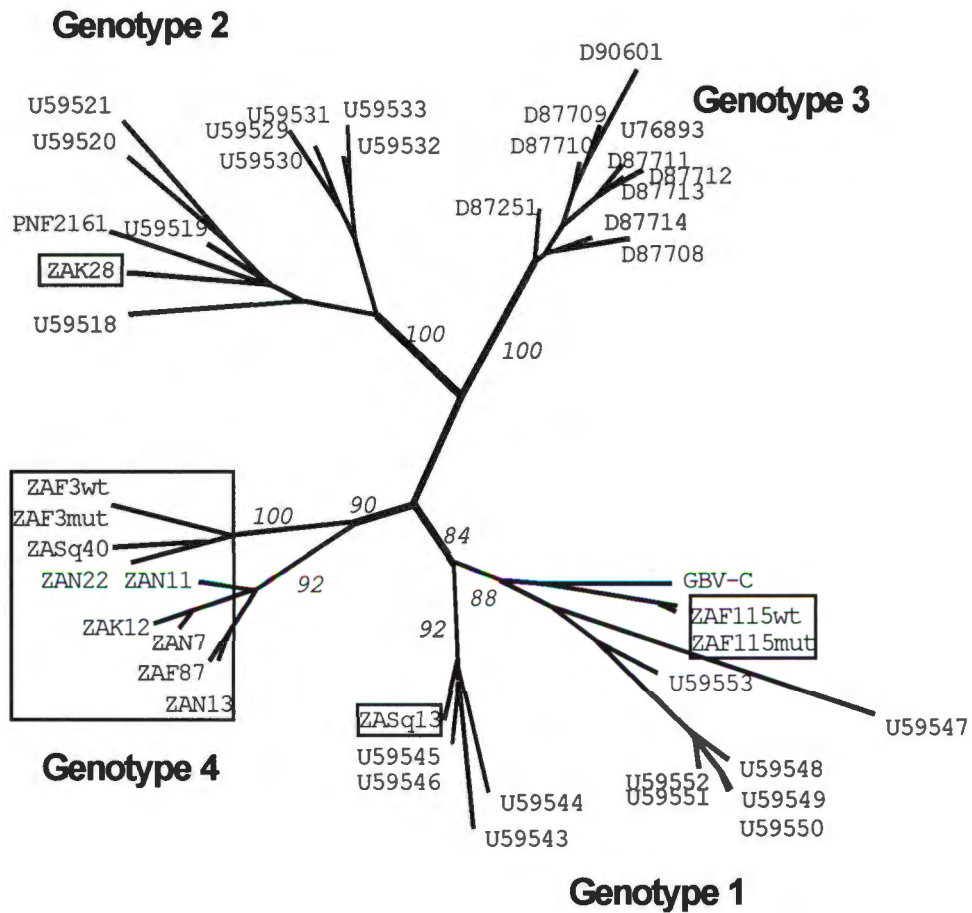 Genotype 2
D90601
Genotype 3
U59521
U59520
U59531
U59533
U59529
U59532
U59530
D87709
U76893
D87710
D87711
D87712
D87713
PNF2161
U59519
D87251
D87714
D87708
ZAK28
U59518
100
100
ZAF3wt
ZAF3mut
100
90
ZASq40
84
ZAN22
ZAN11
92
88
GBV-C
ZAK12
ZAN7
92
ZAF115wt
ZAF115mut
ZAF87
ZAN13
U59553
ZASq13
U59547
Genotype 4
U59545
U59546
U59552
U59551
U59548
U59544
U59549
U59550
U59543
Genotype 1